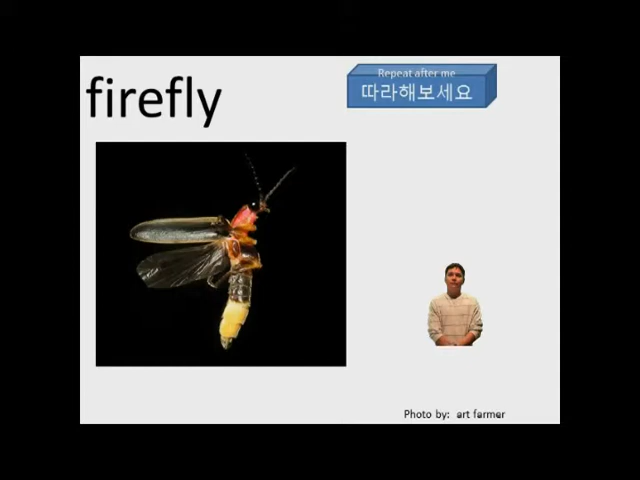 firefly
Repeat after me
따라해보세요
Photo by: art farmer